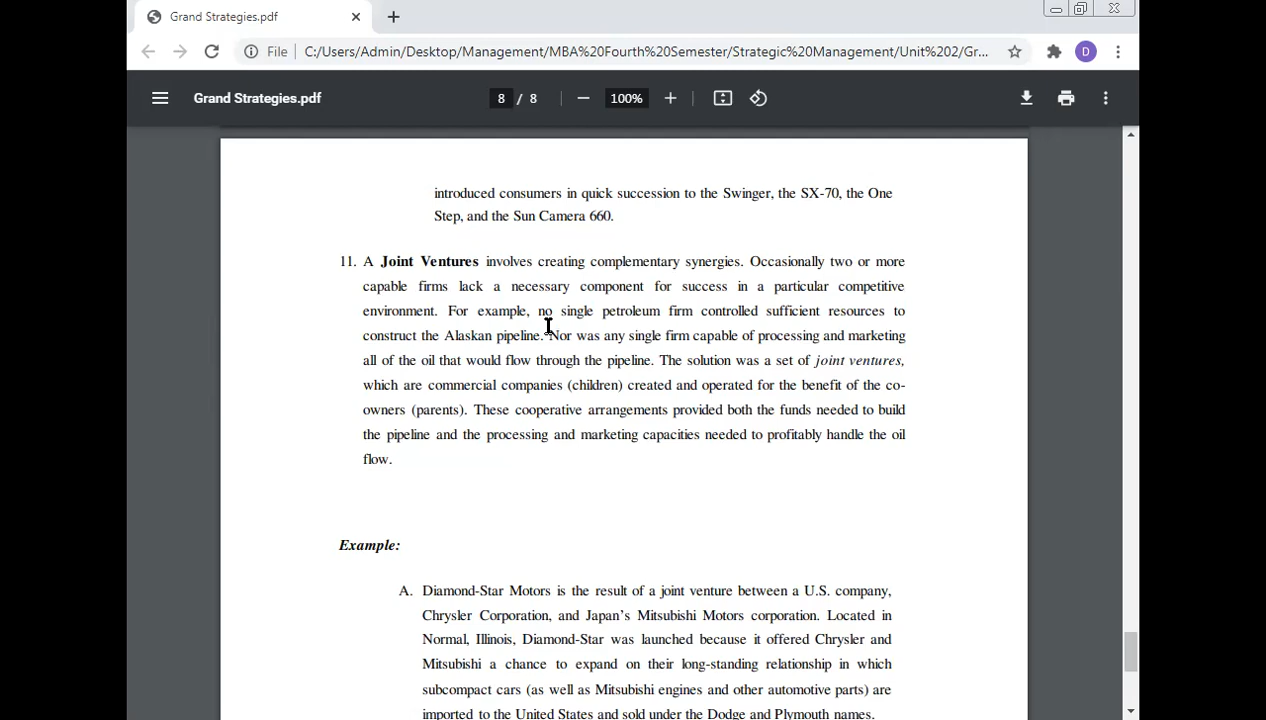 Grand Strategies.pdf
File C:/Users/Admin/Desktop/Management/MBA%20Fourth%20Semester/Strategic%20Management/Unit%202/Gr...
D
Grand Strategies.pdf 8 / 8 100%
introduced consumers in quick succession to the Swinger, the SX-70, the One
Step, and the Sun Camera 660.
11. A Joint Ventures involves creating complementary synergies. Occasionally two or more
capable firms lack a necessary component for success in a particular competitive
environment. For example, no single petroleum firm controlled sufficient resources to
construct the Alaskan pipeline. Nor was any single firm capable of processing and marketing
all of the oil that would flow through the pipeline. The solution was a set of joint ventures,
which are commercial companies (children) created and operated for the benefit of the co-
owners (parents). These cooperative arrangements provided both the funds needed to build
the pipeline and the processing and marketing capacities needed to profitably handle the oil
flow.
Example:
A. Diamond-Star Motors is the result of a joint venture between a U.S. company,
Chrysler Corporation, and Japan's Mitsubishi Motors corporation. Located in
Normal, Illinois, Diamond-Star was launched because it offered Chrysler and
Mitsubishi a chance to expand on their long-standing relationship in which
subcompact cars (as well as Mitsubishi engines and other automotive parts) are
imported to the United States and sold under the Dodge and Plymouth names.